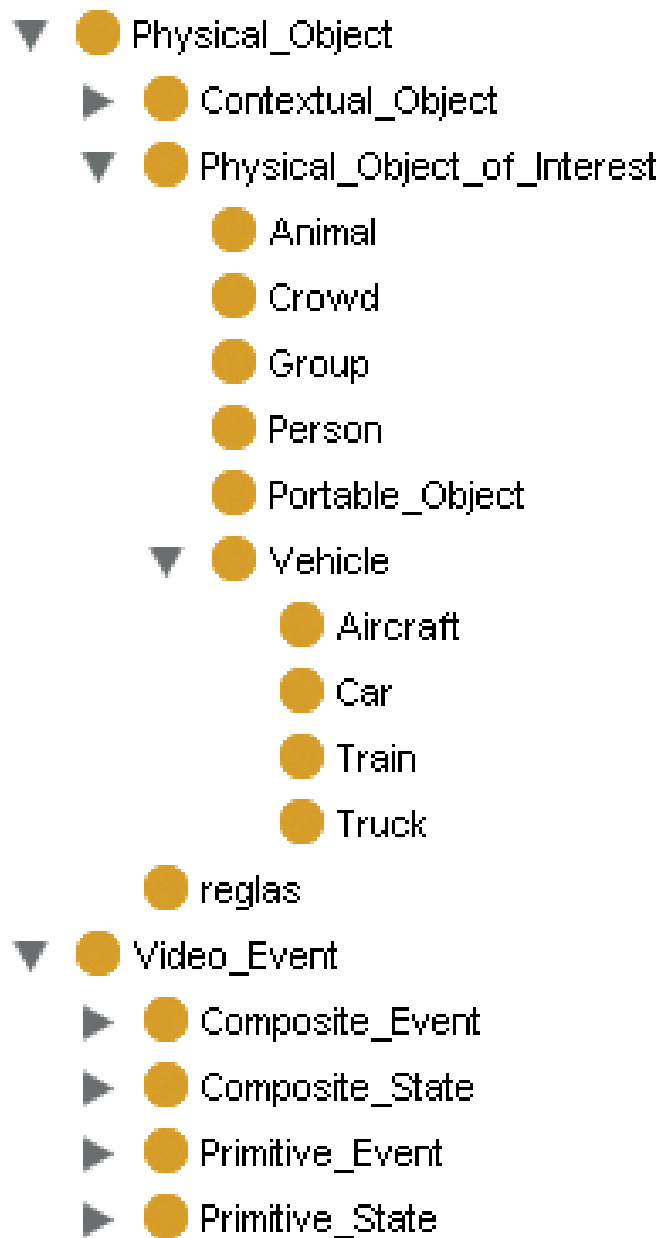 Physical_Object
Contextual_Object
Physical_Object_of_Interest
Animal
Crowd
Group
Person
Portable_Object
Vehicle
Aircraft
Car
Train
Truck
reglas
Video_Event
Composite_Event
Composite_State
Primitive_Event
Primitive_State